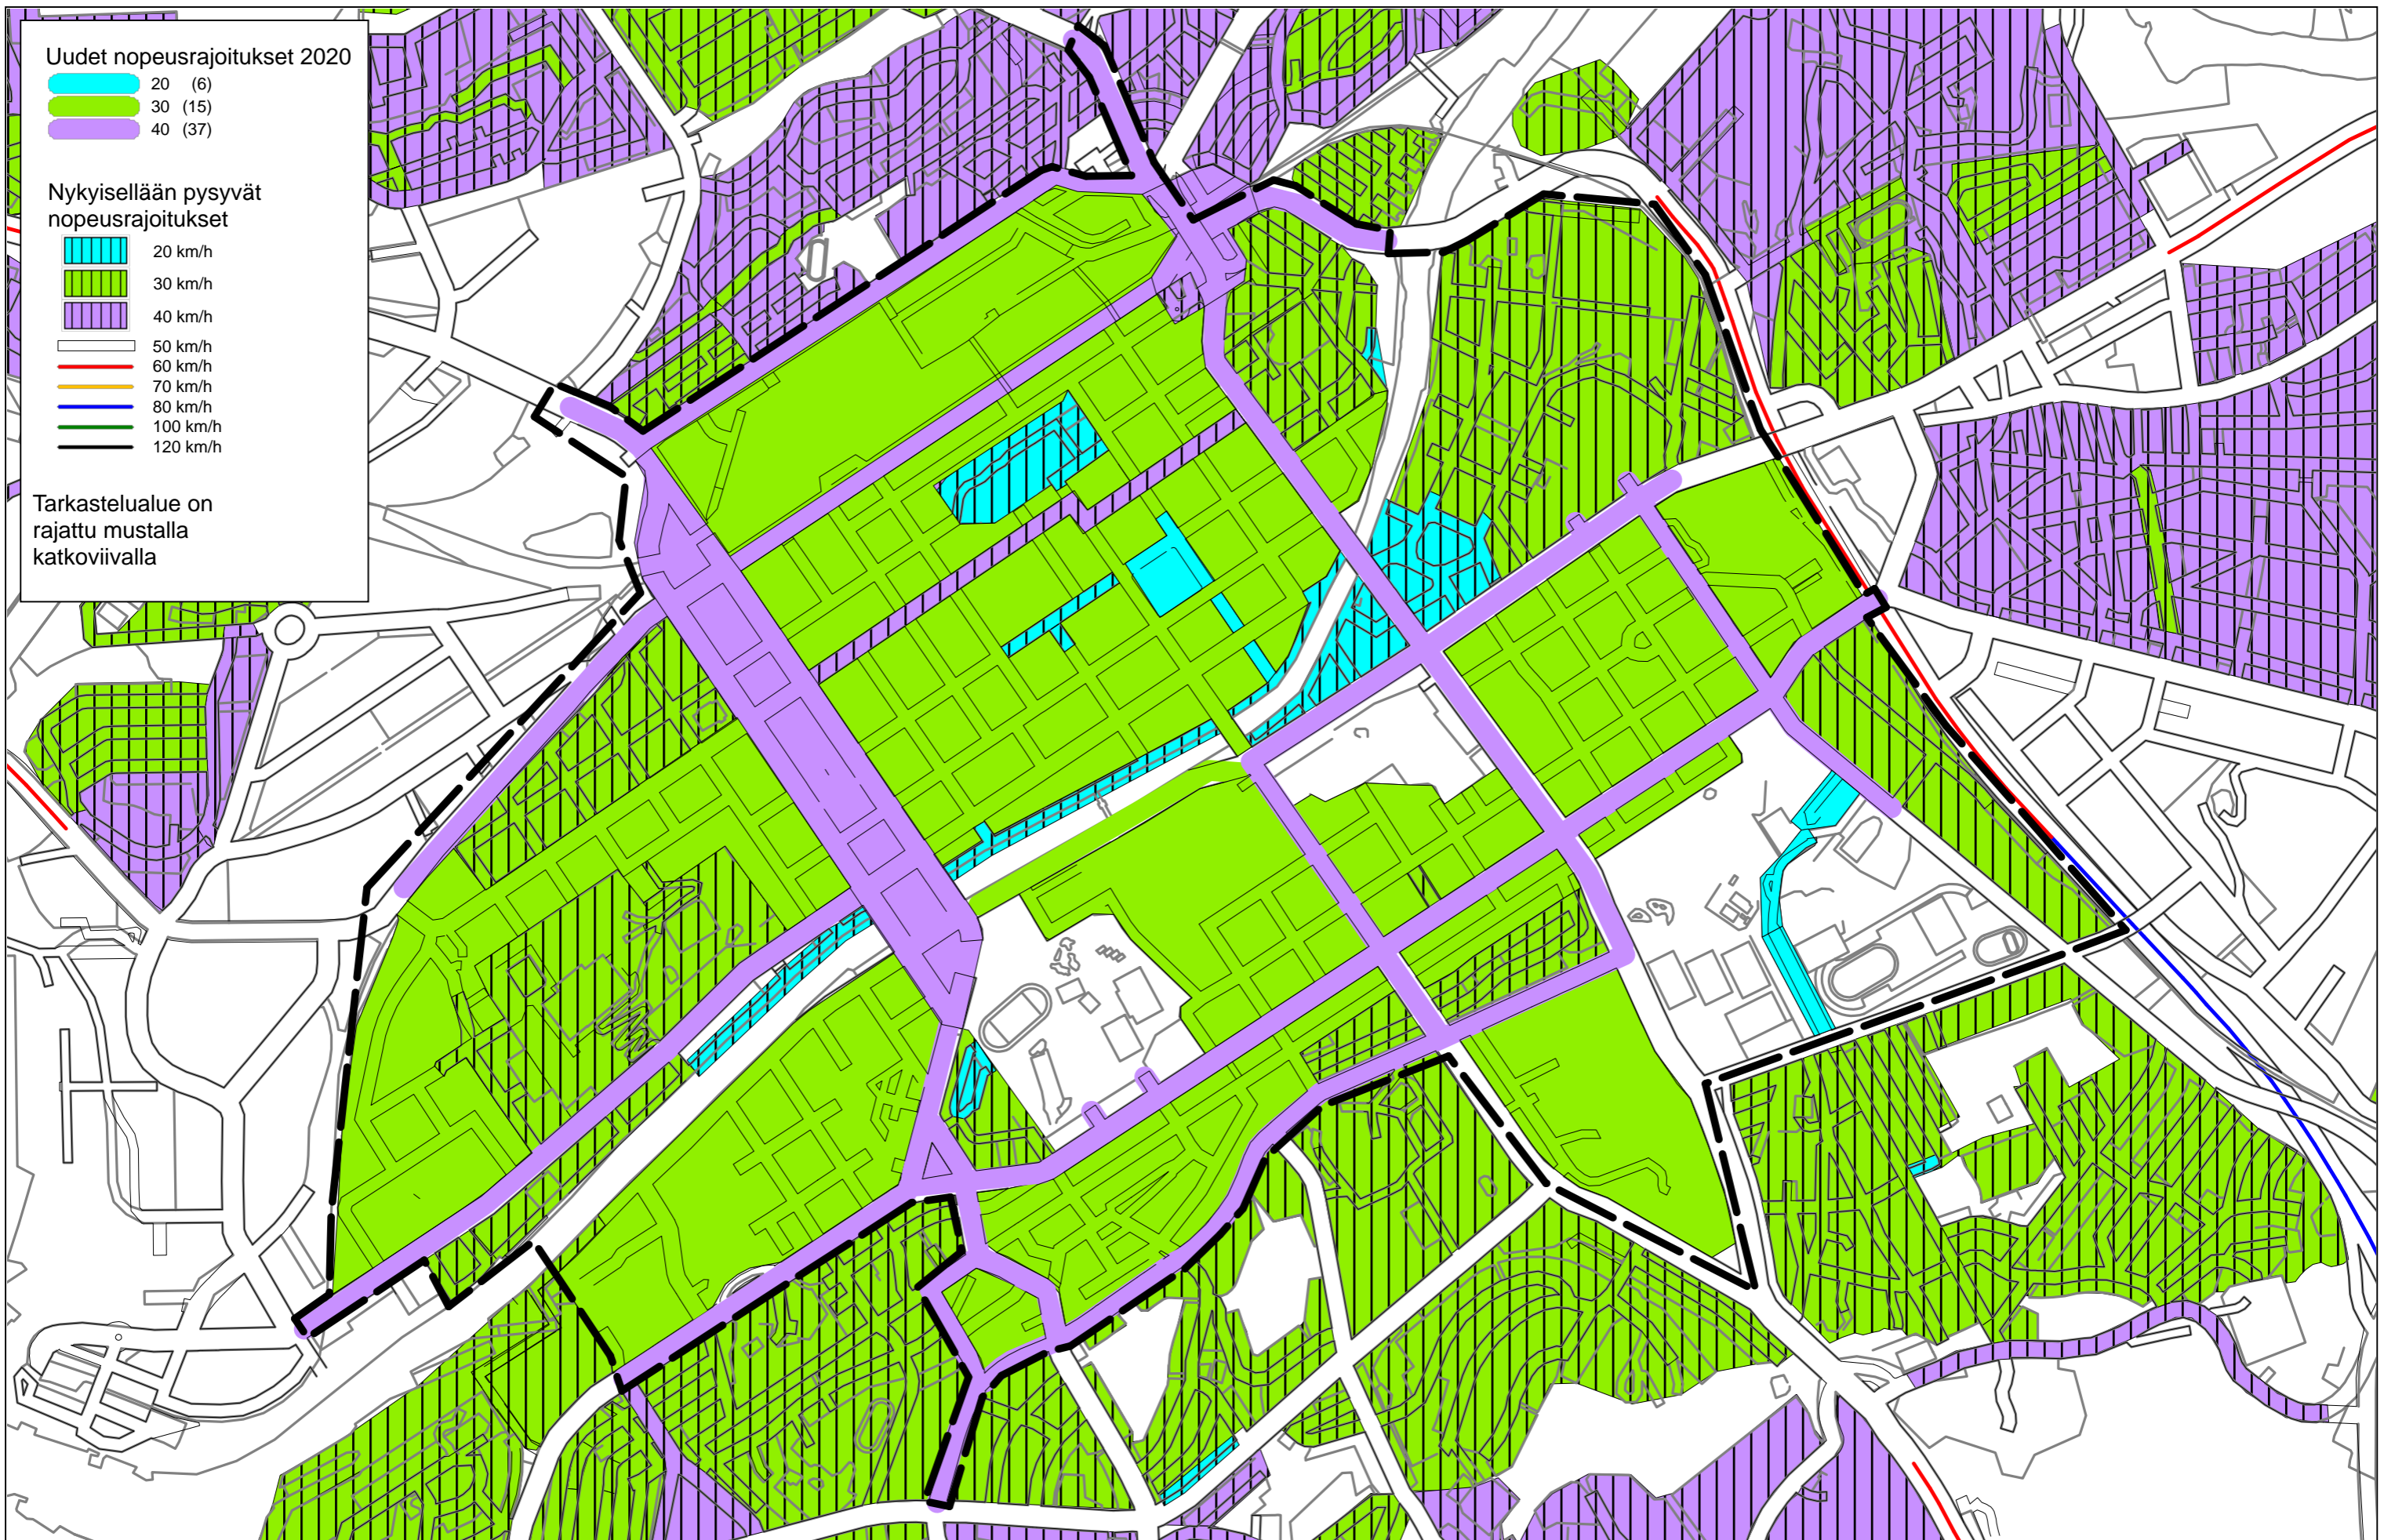 Uudet nopeusrajoitukset 2020
20 (6)
30 (15)
40 (37)
Nykyisellään pysyvät
nopeusrajoitukset
20 km/h
30 km/h
40 km/h
50 km/h
60 km/h
70 km/h
80 km/h
100 km/h
120 km/h
Tarkastelualue on
rajattu mustalla
katkoviivalla